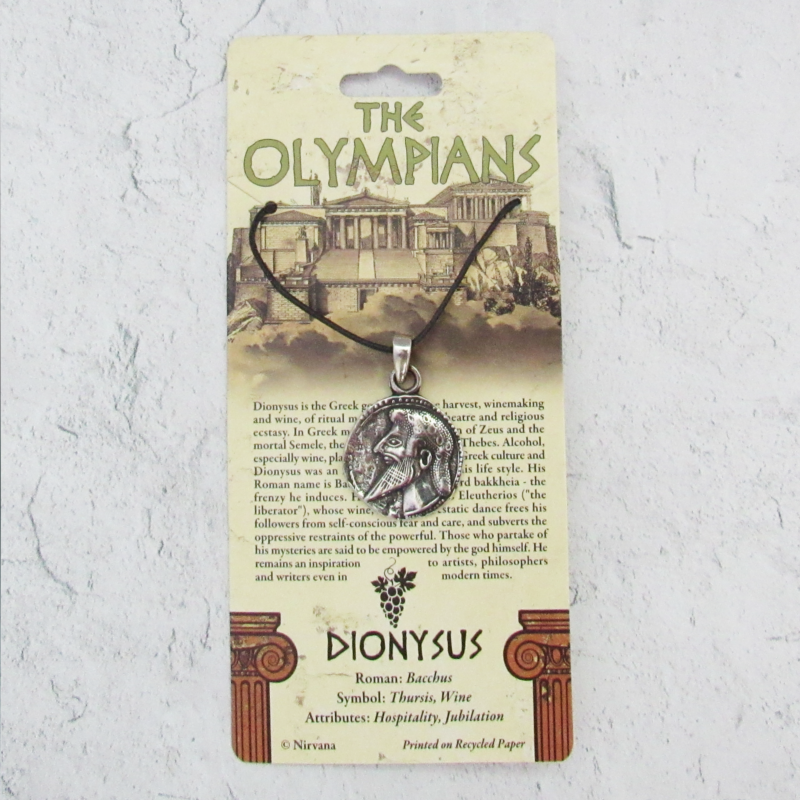 THE
OLYMPIANS
Dionysus is the Greek harvest, winemaking
and wine, of ritual theatre and religious
ecstasy. In Greek of Zeus and the
mortal Semele, the Thebes. Alcohol,
especially wine, Greek culture and
Dionysus was an his life style. His
Roman name is bakkheia - the
frenzy he induces. Eleutherios ("the
liberator"), whose wine, ecstatic dance frees his
followers from self-conscious fear and care, and subverts the
oppressive restraints of the powerful. Those who partake of
his mysteries are said to be empowered by the god himself. He
remains an inspiration to artists, philosophers
and writers even in modern times.
DIONYSUS
Roman: Bacchus
Symbol: Thursis, Wine
Attributes: Hospitality, Jubilation
© Nirvana Printed on Recycled Paper